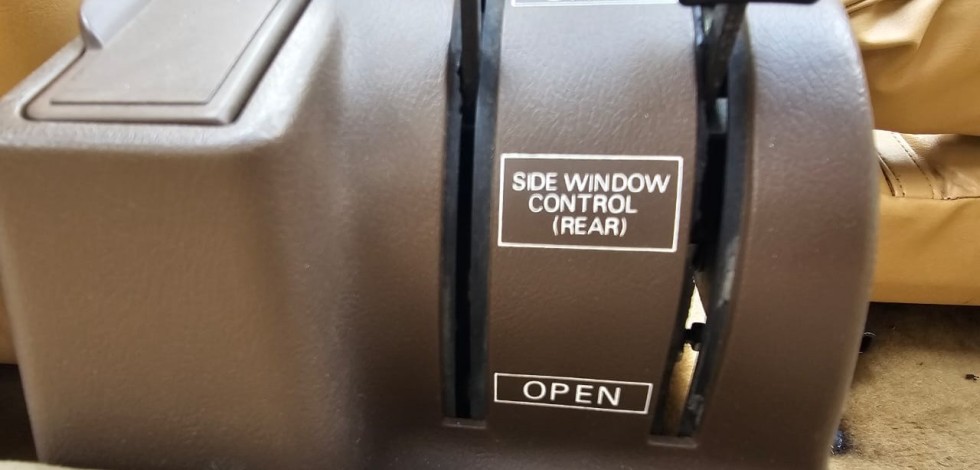 SIDE WINDOW
CONTROL
(REAR)
OPEN